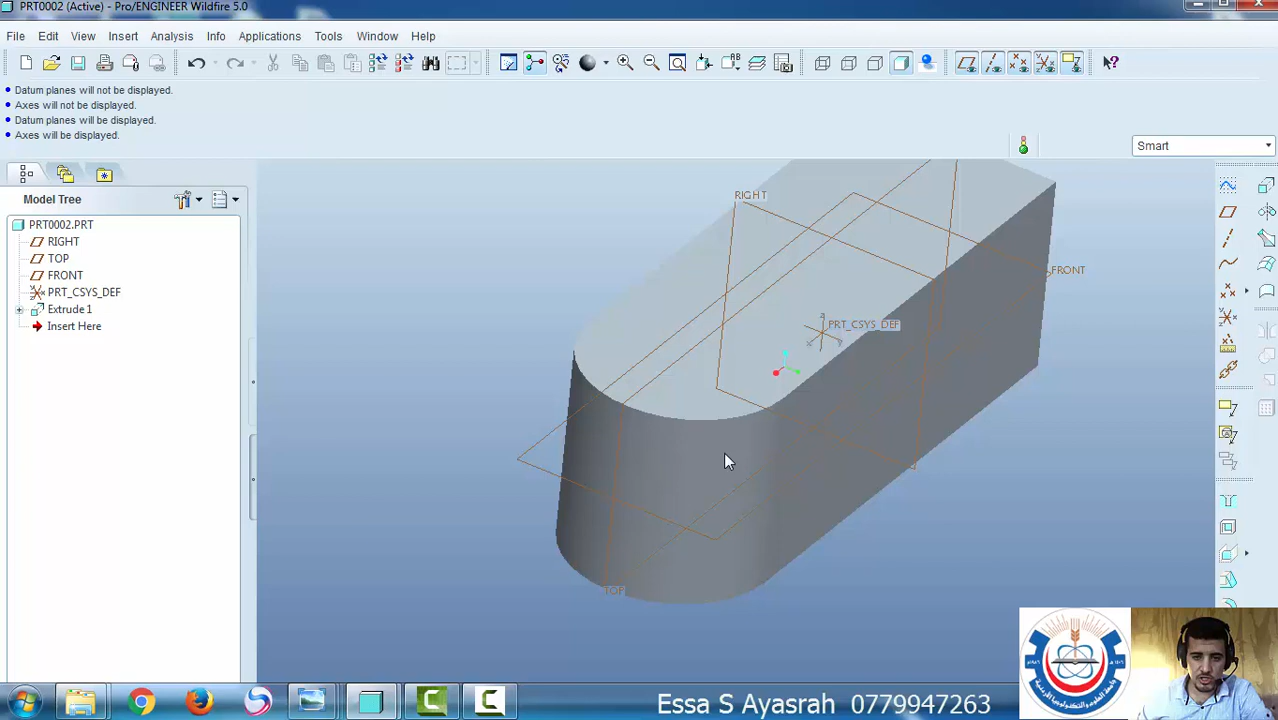 PRT0002 (Active) - Pro/ENGINEER Wildfire 5.0
File Edit View Insert Analysis Info Applications Tools Window Help
Datum planes will not be displayed.
Axes will not be displayed.
Datum planes will be displayed.
Axes will be displayed.
Smart
Model Tree
PRT0002.PRT
RIGHT
TOP
FRONT
PRT_CSYS_DEF
Extrude 1
Insert Here
RIGHT
FRONT
PRT_CSYS_DEF
TOP
Essa S Ayasrah 0779947263